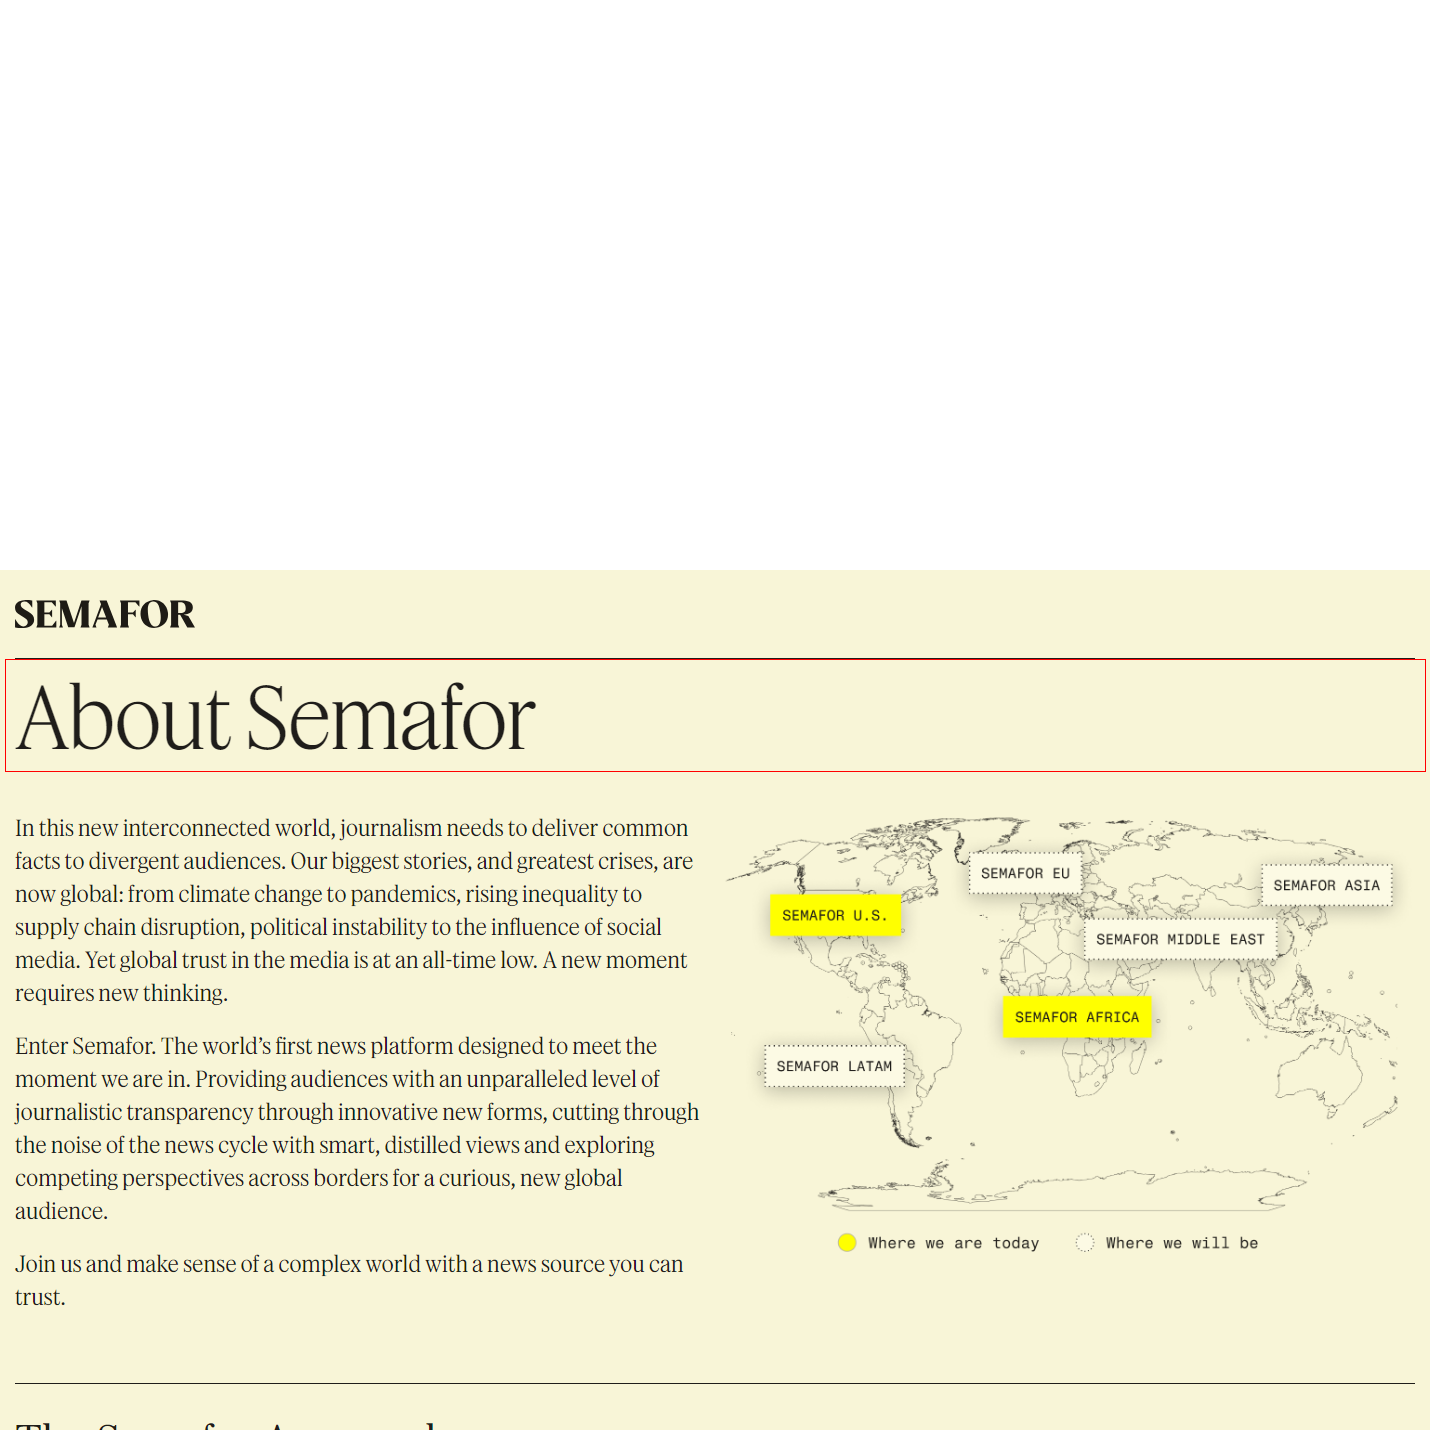 SEMAFOR
About Semafor
In this new interconnected world, journalism needs to deliver common
facts to divergent audiences. Our biggest stories, and greatest crises, are
now global: from climate change to pandemics, rising inequality to
supply chain disruption, political instability to the influence of social
media. Yet global trust in the media is at an all-time low. A new moment
requires new thinking.
Enter Semafor. The world’s first news platform designed to meet the
moment we are in. Providing audiences with an unparalleled level of
journalistic transparency through innovative new forms, cutting through
the noise of the news cycle with smart, distilled views and exploring
competing perspectives across borders for a curious, new global
audience.
Join us and make sense of a complex world with a news source you can
trust.
SEMAFOR EU
SEMAFOR ASIA
SEMAFOR U.S.
SEMAFOR MIDDLE EAST
SEMAFOR AFRICA
SEMAFOR LATAM
Where we are today
Where we will be